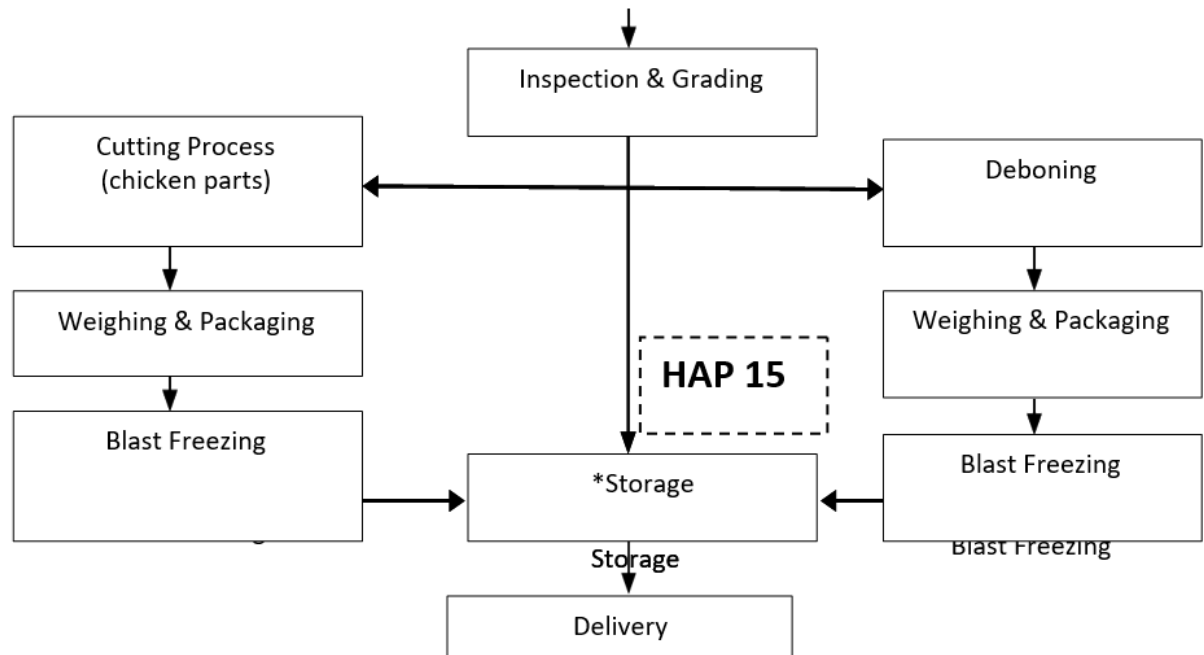 Inspection & Grading
Cutting Process
(chicken parts)
Deboning
Weighing & Packaging
Weighing & Packaging
HAP 15
Blast Freezing
Blast Freezing
*Storage
Storage
Blast Freezing
Delivery